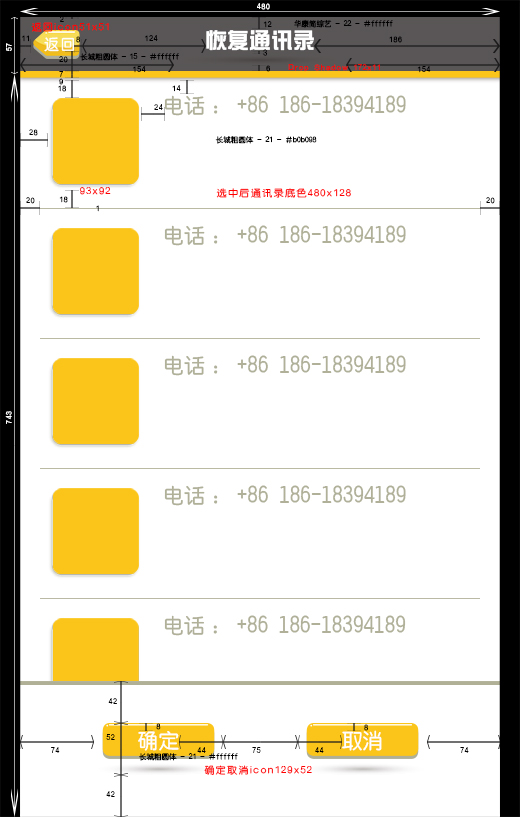 480
2
12 华康简综艺 - 22 - #ffffff
57
11
8
124
恢复通讯录
186
返回
3
20
长城粗圆体 - 15 - #ffffff
154
6
154
7
9
18
14
24
电话： +86 186-18394189
28
长城粗圆体 - 21 - #b0b098
93x92
选中后通讯录底色480x128
20
18
1
20
电话： +86 186-18394189
电话： +86 186-18394189
743
电话： +86 186-18394189
电话： +86 186-18394189
42
8
8
52
确定
取消
74
44
75
44
74
长城粗圆体 - 21 - #ffffff
确定取消icon129x52
42